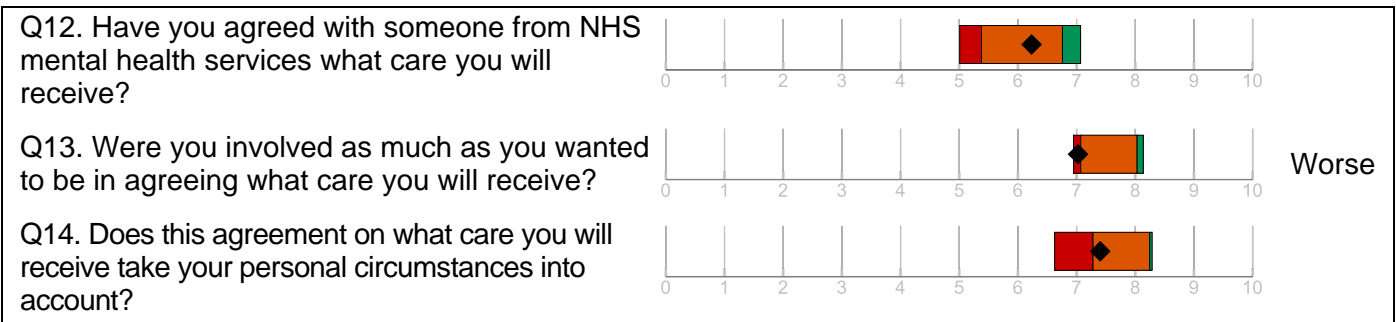 Q12. Have you agreed with someone from NHS
mental health services what care you will
receive?
0 1 2 3 4 5 6 7 8 9 10
Q13. Were you involved as much as you wanted
to be in agreeing what care you will receive?
0 1 2 3 4 5 6 7 8 9 10
Worse
Q14. Does this agreement on what care you will
receive take your personal circumstances into
account?
0 1 2 3 4 5 6 7 8 9 10